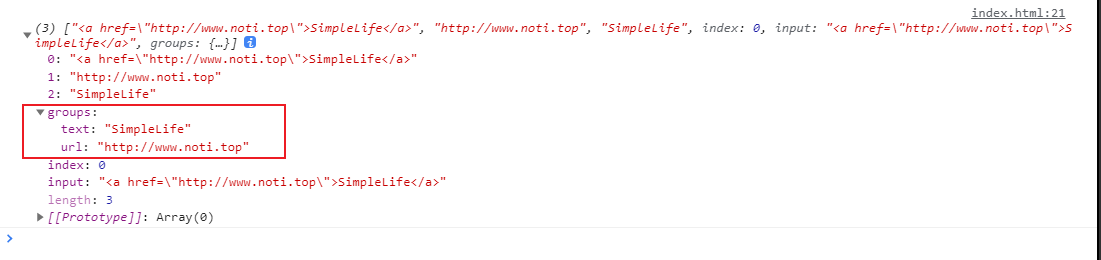 index.html:21
(3) ["<a href=\"http://www.noti.top\">SimpleLife</a>", "http://www.noti.top", "SimpleLife", index: 0, input: "<a href=\"http://www.noti.top\">S
impleLife</a>", groups: {…}] i
0: "<a href=\"http://www.noti.top\">SimpleLife</a>"
1: "http://www.noti.top"
2: "SimpleLife"
groups:
text: "SimpleLife"
url: "http://www.noti.top"
index: 0
input: "<a href=\"http://www.noti.top\">SimpleLife</a>"
length: 3
[[Prototype]]: Array(0)